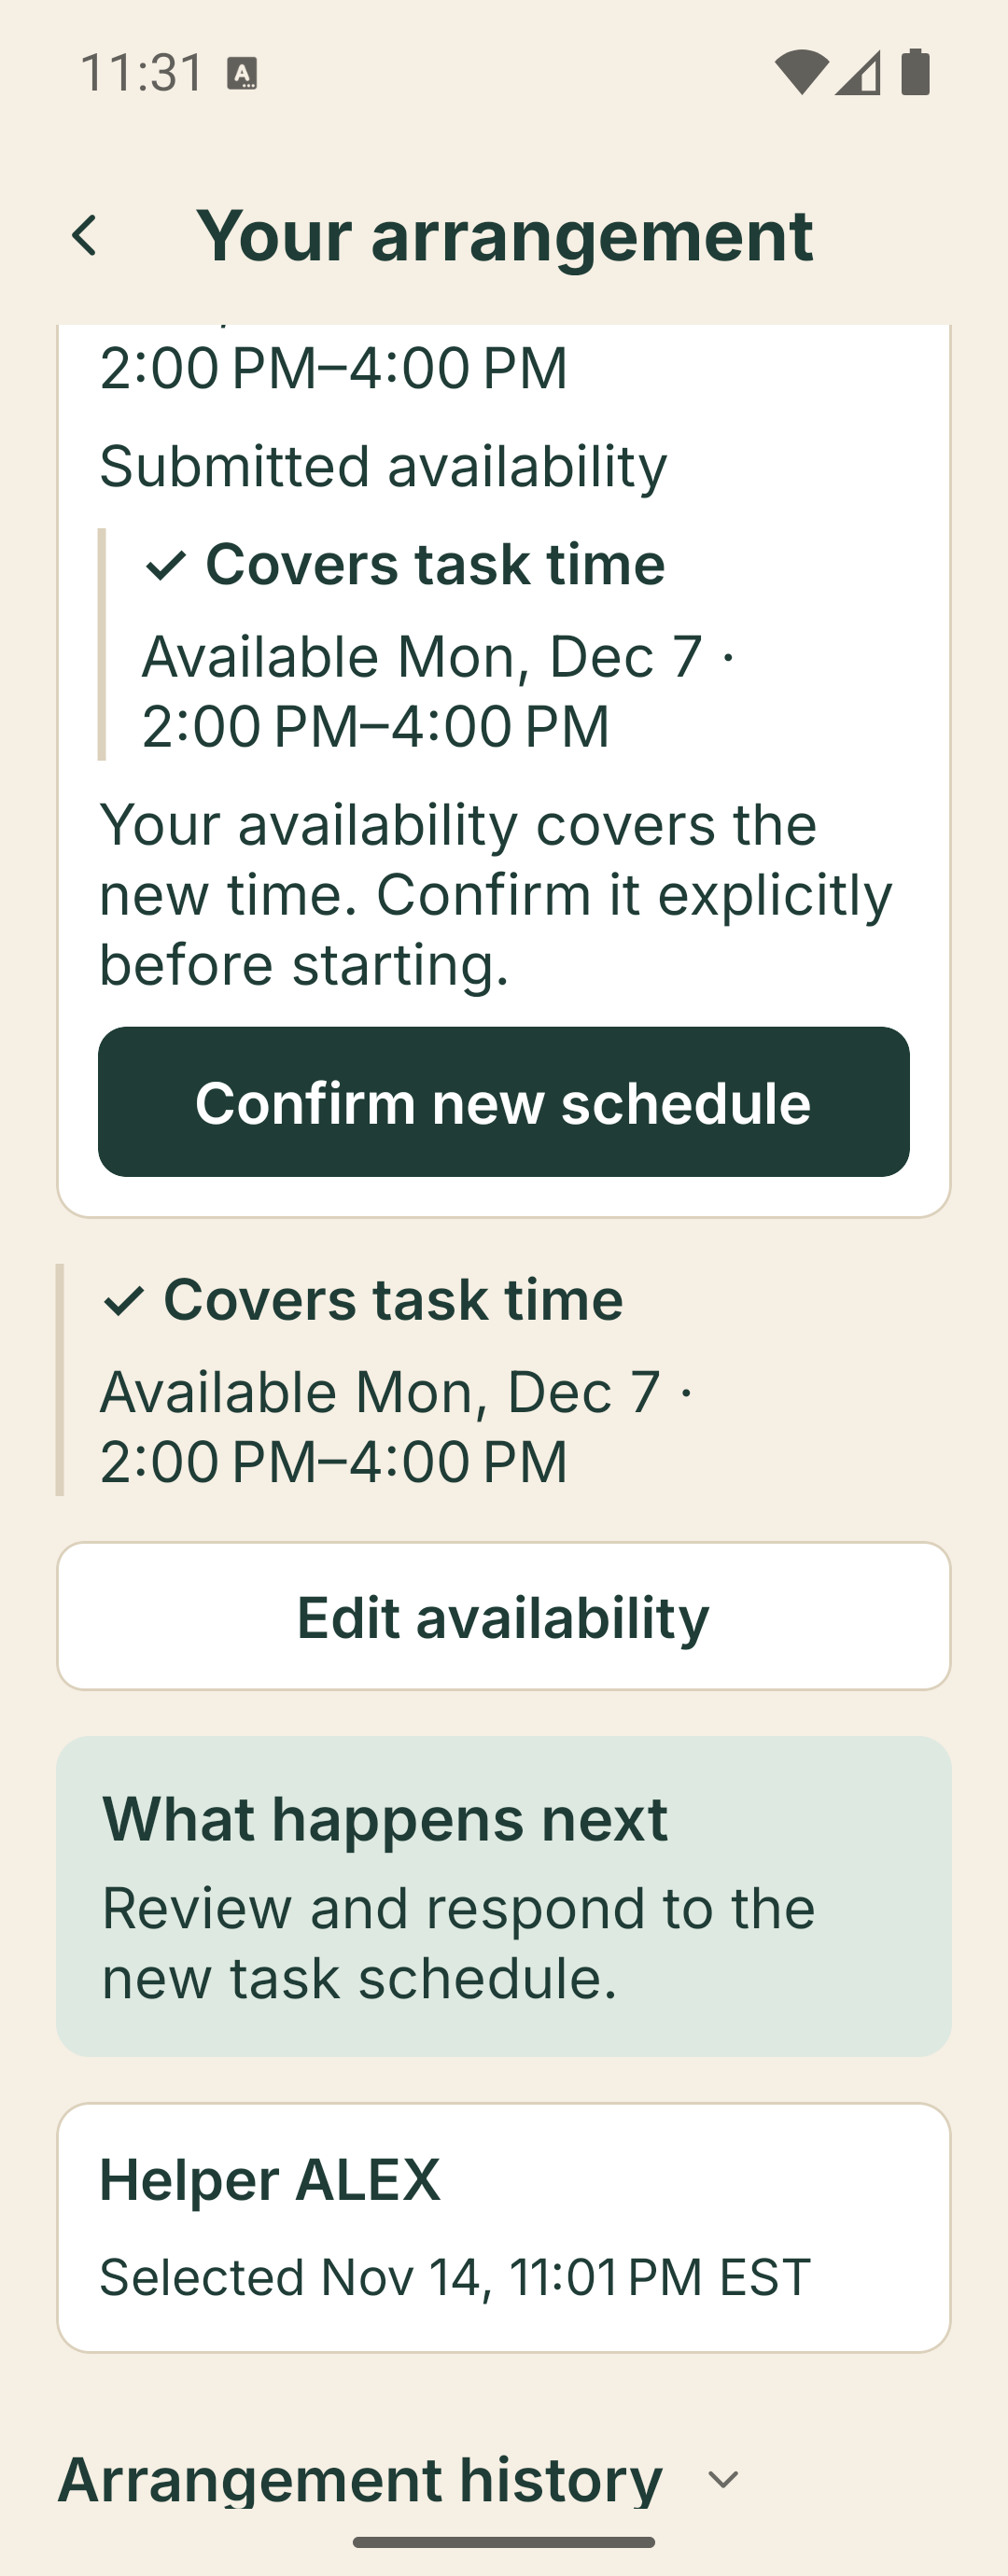 11:31
Your arrangement
2:00 PM–4:00 PM
Submitted availability
✓ Covers task time
Available Mon, Dec 7 ·
2:00 PM–4:00 PM
Your availability covers the
new time. Confirm it explicitly
before starting.
Confirm new schedule
✓ Covers task time
Available Mon, Dec 7 ·
2:00 PM–4:00 PM
Edit availability
What happens next
Review and respond to the
new task schedule.
Helper ALEX
Selected Nov 14, 11:01 PM EST
Arrangement history